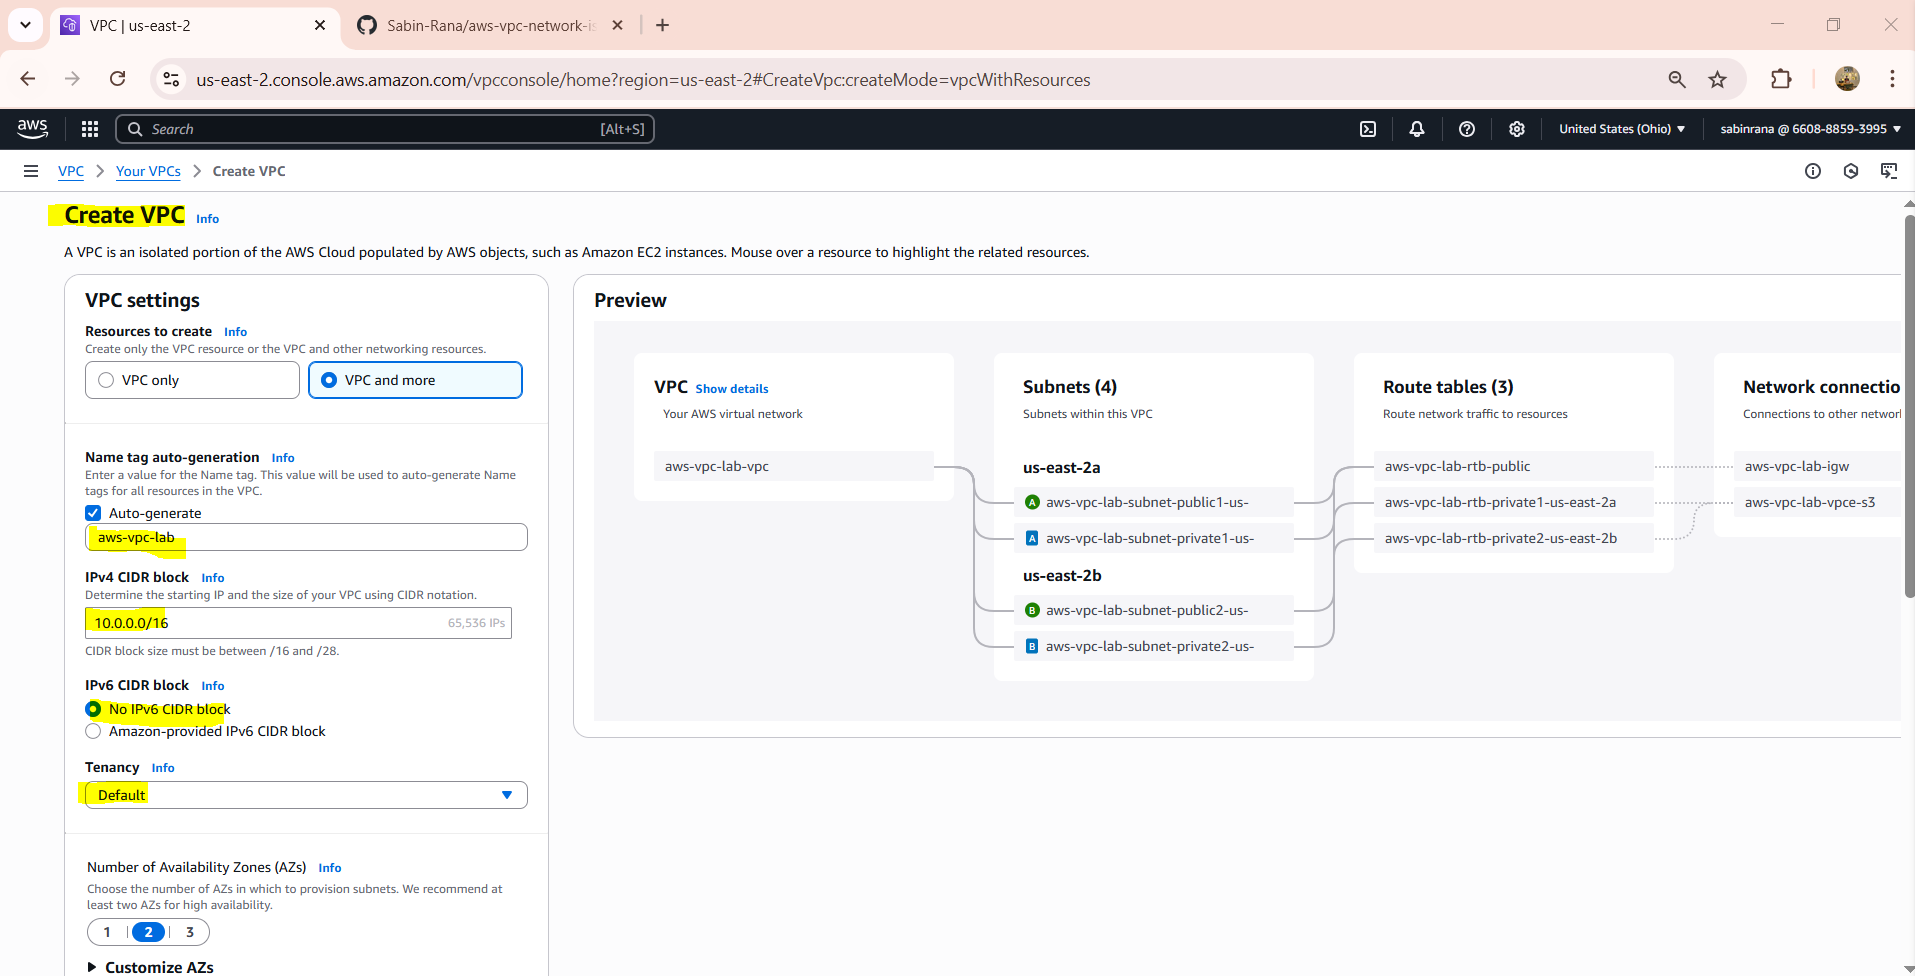 VPC | us-east-2
Sabin-Rana/aws-vpc-network-is
us-east-2.console.aws.amazon.com/vpcconsole/home?region=us-east-2#CreateVpc:createMode=vpcWithResources
aws
Search
[Alt+S]
United States (Ohio)
sabinrana @ 6608-8859-3995
VPC
Your VPCs
Create VPC
Create VPC
Info
A VPC is an isolated portion of the AWS Cloud populated by AWS objects, such as Amazon EC2 instances. Mouse over a resource to highlight the related resources.
VPC settings
Resources to create Info
Create only the VPC resource or the VPC and other networking resources.
VPC only
VPC and more
Name tag auto-generation Info
Enter a value for the Name tag. This value will be used to auto-generate Name
tags for all resources in the VPC.
Auto-generate
aws-vpc-lab
IPv4 CIDR block Info
Determine the starting IP and the size of your VPC using CIDR notation.
10.0.0.0/16
65,536 IPs
CIDR block size must be between /16 and /28.
IPv6 CIDR block Info
No IPv6 CIDR block
Amazon-provided IPv6 CIDR block
Tenancy Info
Default
Number of Availability Zones (AZs) Info
Choose the number of AZs in which to provision subnets. We recommend at
least two AZs for high availability.
1
2
3
Customize AZs
Preview
VPC Show details
Your AWS virtual network
aws-vpc-lab-vpc
Subnets (4)
Subnets within this VPC
us-east-2a
A aws-vpc-lab-subnet-public1-us-
A aws-vpc-lab-subnet-private1-us-
us-east-2b
B aws-vpc-lab-subnet-public2-us-
B aws-vpc-lab-subnet-private2-us-
Route tables (3)
Route network traffic to resources
aws-vpc-lab-rtb-public
aws-vpc-lab-rtb-private1-us-east-2a
aws-vpc-lab-rtb-private2-us-east-2b
Network connectio
Connections to other networ
aws-vpc-lab-igw
aws-vpc-lab-vpce-s3